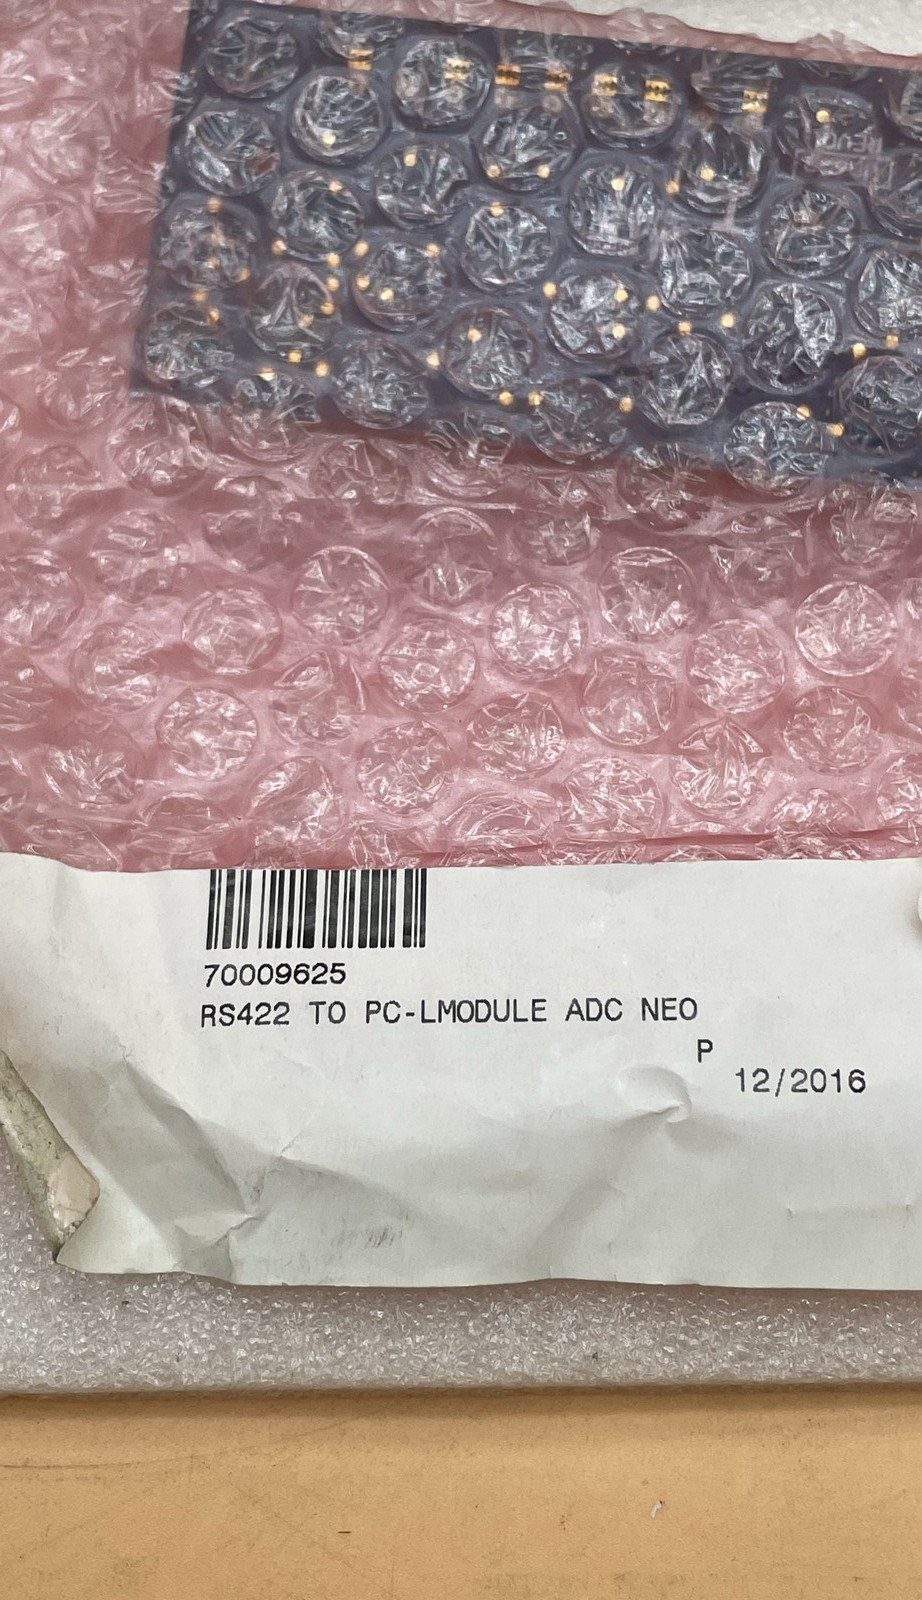 70009625
RS422 TO PC-LMODULE ADC NEO
P
12/2016